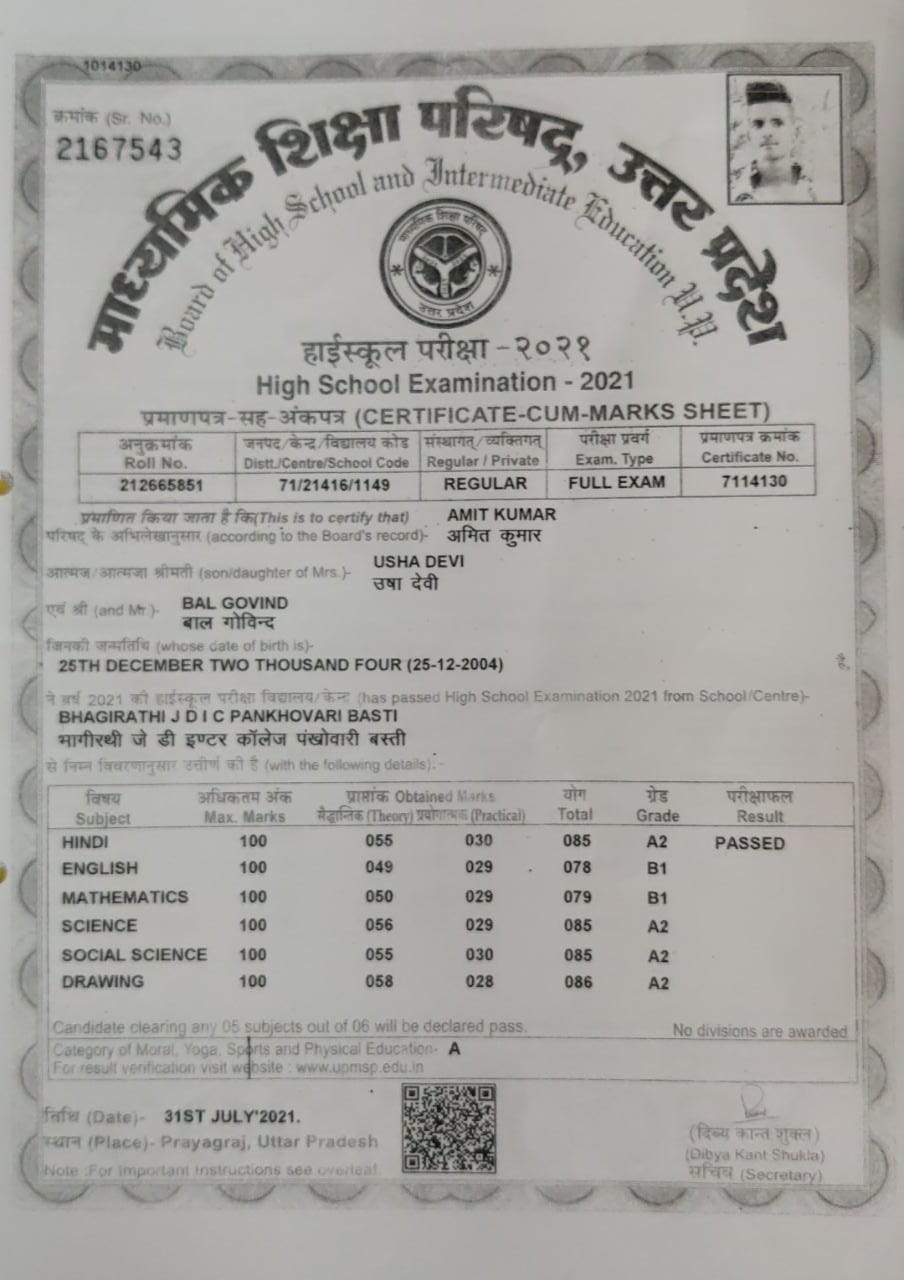 1014130
क्रमांक (Sr. No.)
2167543
माध्यमिक शिक्षा परिषद्, उत्तर प्रदेश
Board of High School and Intermediate Education U.P.
माध्यमिक शिक्षा परिषद्
उत्तर प्रदेश
हाईस्कूल परीक्षा - २०२१
High School Examination - 2021
प्रमाणपत्र-सह-अंकपत्र (CERTIFICATE-CUM-MARKS SHEET)
अनुक्रमांक जनपद/केन्द्र/विद्यालय कोड संस्थागत/व्यक्तिगत् परीक्षा प्रवर्ग प्रमाणपत्र क्रमांक
Roll No. Distt./Centre/School Code Regular / Private Exam. Type Certificate No.
212665851 71/21416/1149 REGULAR FULL EXAM 7114130
प्रमाणित किया जाता है कि(This is to certify that) AMIT KUMAR
परिषद के अभिलेखानुसार (according to the Board's record)- अमित कुमार
आत्मज/आत्मजा श्रीमती (son/daughter of Mrs.)- USHA DEVI
उषा देवी
एवं श्री (and Mr.)- BAL GOVIND
बाल गोविन्द
जिनकी जन्मतिथि (whose date of birth is)-
25TH DECEMBER TWO THOUSAND FOUR (25-12-2004)
ने वर्ष 2021 की हाईस्कूल परीक्षा विद्यालय/केन्द्र (has passed High School Examination 2021 from School/Centre)-
BHAGIRATHI J D I C PANKHOVARI BASTI
भागीरथी जे डी इण्टर कॉलेज पंखोवारी बस्ती
से निम्न विवरणानुसार उत्तीर्ण की है (with the following details):-
विषय अधिकतम अंक प्राप्तांक Obtained Marks योग ग्रेड परीक्षाफल
Subject Max. Marks सैद्धान्तिक (Theory) प्रयोगात्मक (Practical) Total Grade Result
HINDI 100 055 030 085 A2 PASSED
ENGLISH 100 049 029 078 B1
MATHEMATICS 100 050 029 079 B1
SCIENCE 100 056 029 085 A2
SOCIAL SCIENCE 100 055 030 085 A2
DRAWING 100 058 028 086 A2
Candidate clearing any 05 subjects out of 06 will be declared pass. No divisions are awarded
Category of Moral, Yoga, Sports and Physical Education- A
For result verification visit website : www.upmsp.edu.in
तिथि (Date)- 31ST JULY'2021.
स्थान (Place)- Prayagraj, Uttar Pradesh
Note :For important instructions see overleaf.
(दिब्य कान्त शुक्ल)
(Dibya Kant Shukla)
सचिव (Secretary)